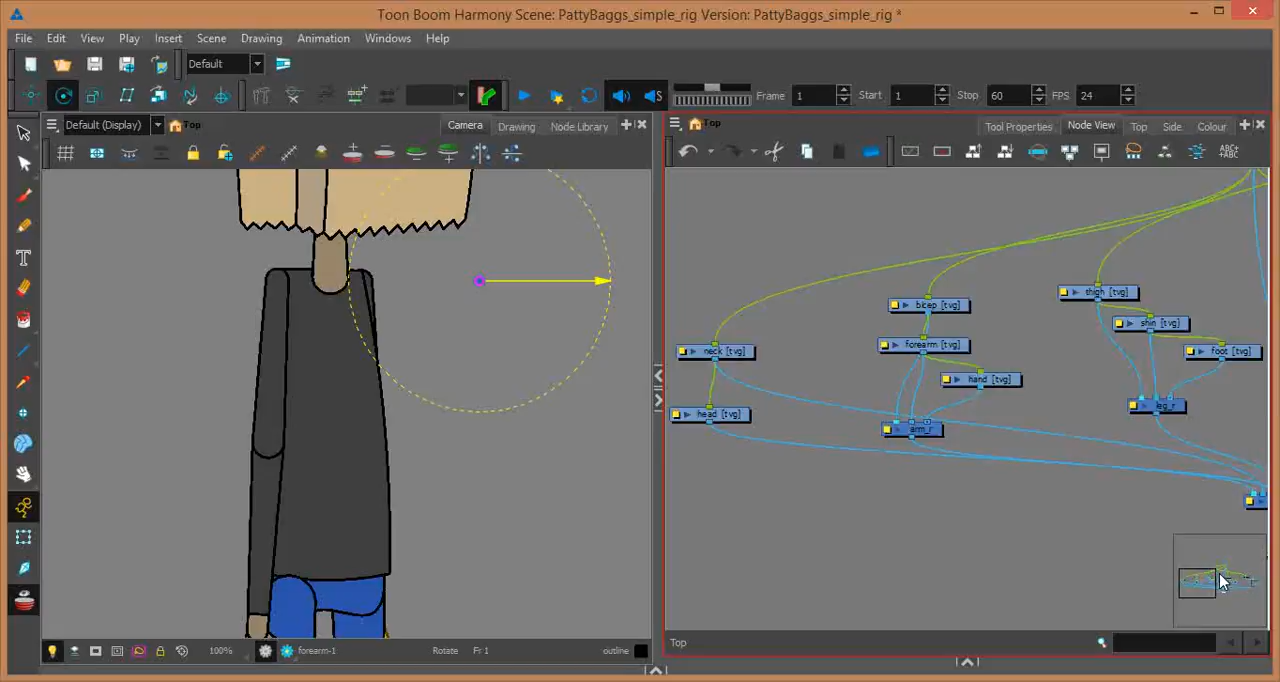 Toon Boom Harmony Scene: PattyBaggs_simple_rig Version: PattyBaggs_simple_rig *
File Edit View Play Insert Scene Drawing Animation Windows Help
Default
Frame 1 Start 1 Stop 60 FPS 24
Default (Display) Top Camera Drawing Node Library
Top Tool Properties Node View Top Side Colour
ABC+
+ABC
T
thigh [tvg]
bicep [tvg]
shin [tvg]
forearm [tvg]
neck [tvg]
foot [tvg]
hand [tvg]
leg_r
head [tvg]
arm_r
Top
100% forearm-1 Rotate Fr 1 outline